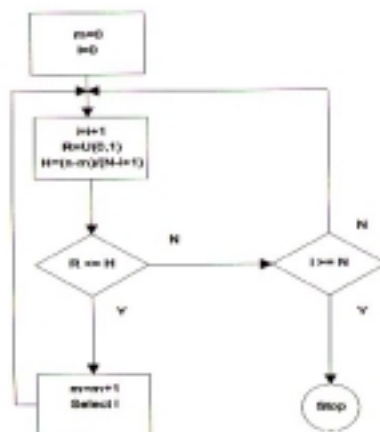 m=0
i=0
i=i+1
R=U(0,1)
H=(n-m)/(N-i+1)
R <= H
N
I >= N
N
Y
Y
m=m+1
Select I
Stop